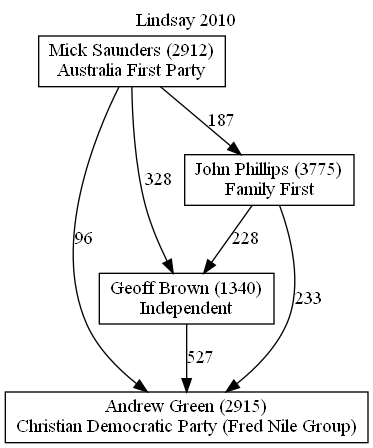 Lindsay 2010
Mick Saunders (2912)
Australia First Party
187
John Phillips (3775)
Family First
328
96
228
Geoff Brown (1340)
Independent
233
527
Andrew Green (2915)
Christian Democratic Party (Fred Nile Group)